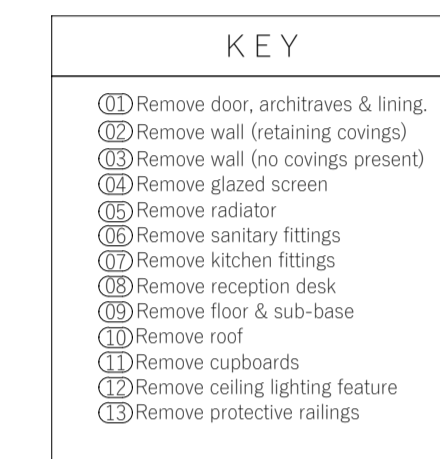 KEY
01 Remove door, architraves & lining.
02 Remove wall (retaining covings)
03 Remove wall (no covings present)
04 Remove glazed screen
05 Remove radiator
06 Remove sanitary fittings
07 Remove kitchen fittings
08 Remove reception desk
09 Remove floor & sub-base
10 Remove roof
11 Remove cupboards
12 Remove ceiling lighting feature
13 Remove protective railings